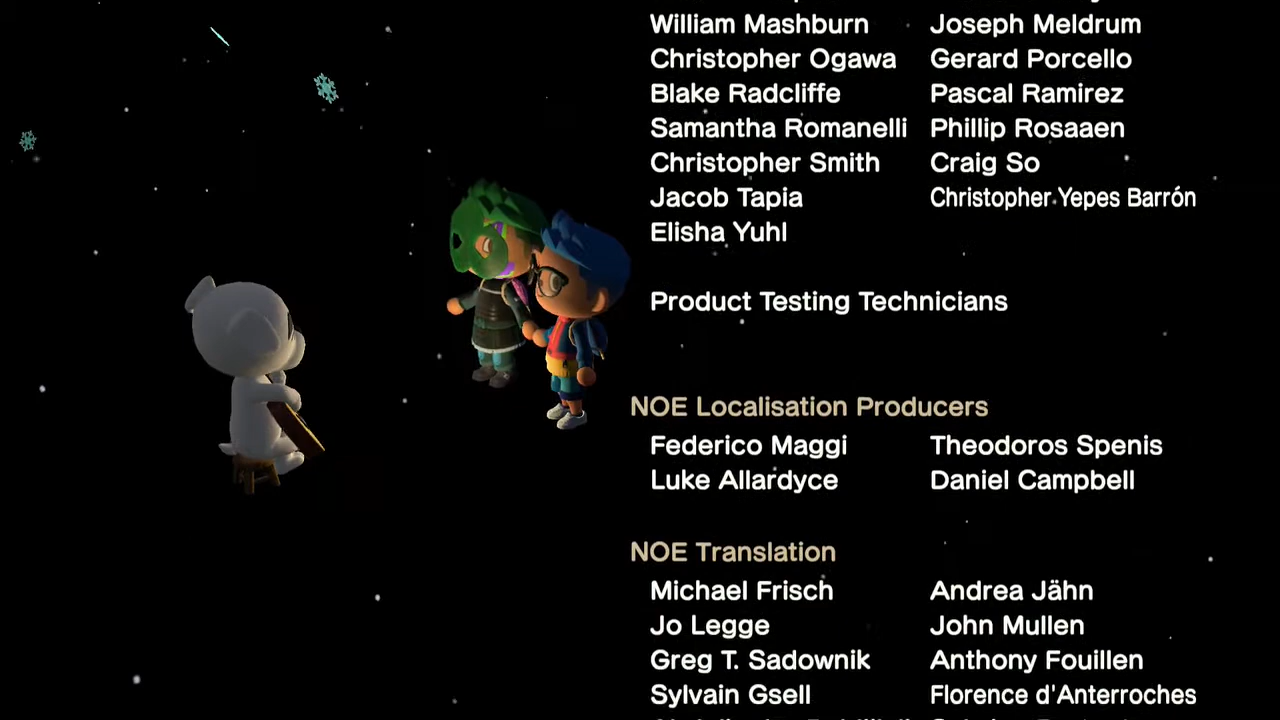 William Mashburn Joseph Meldrum
Christopher Ogawa Gerard Porcello
Blake Radcliffe Pascal Ramirez
Samantha Romanelli Phillip Rosaaen
Christopher Smith Craig So
Jacob Tapia Christopher Yepes Barrón
Elisha Yuhl
Product Testing Technicians
NOE Localisation Producers
Federico Maggi Theodoros Spenis
Luke Allardyce Daniel Campbell
NOE Translation
Michael Frisch Andrea Jähn
Jo Legge John Mullen
Greg T. Sadownik Anthony Fouillen
Sylvain Gsell Florence d'Anterroches